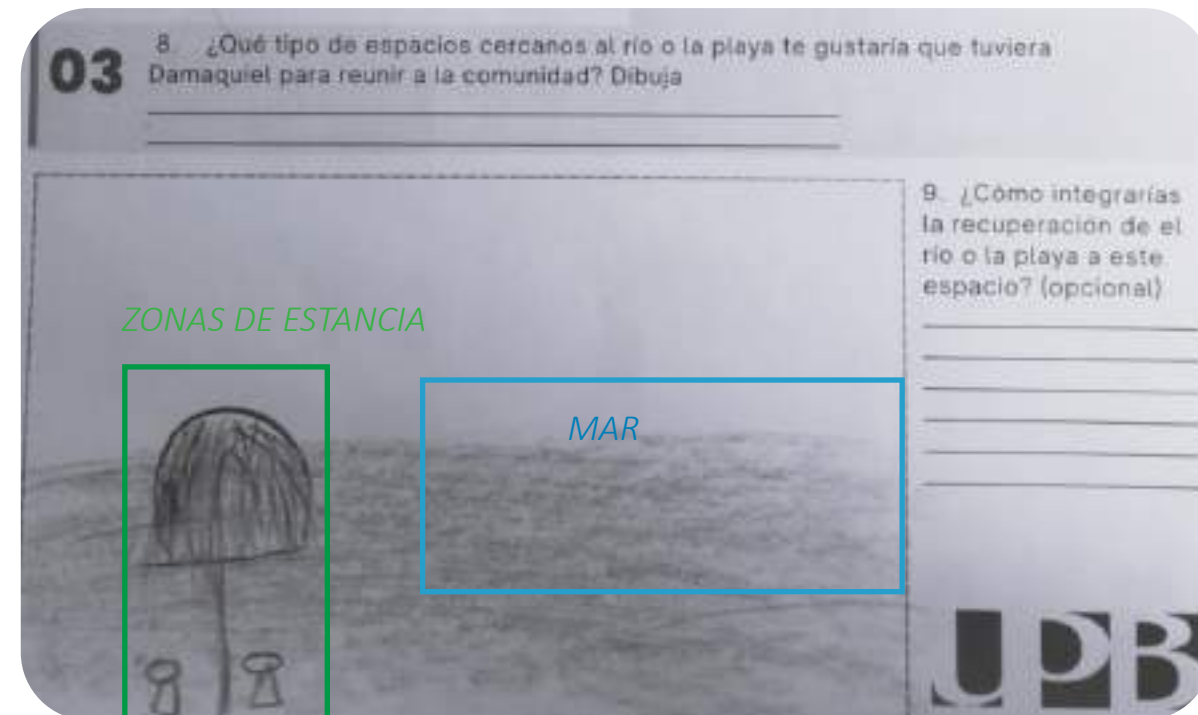 03
8. ¿Qué tipo de espacios cercanos al río o la playa te gustaría que tuviera
Damaquiel para reunir a la comunidad? Dibuja
9. ¿Cómo integrarías
la recuperación de el
río o la playa a este
espacio? (opcional)
ZONAS DE ESTANCIA
MAR
UPB